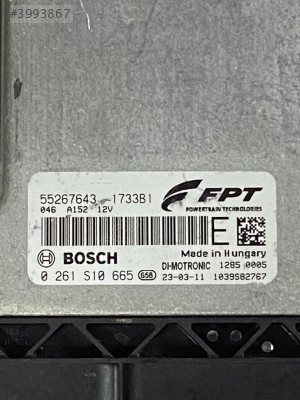 #3993867
55267643 1733B1
046 A152 12V
FPT
POWERTRAIN TECHNOLOGIES
E
BOSCH
Made in Hungary
DI-MOTRONIC 1285 0005
0 261 S10 665 658
23-03-11 1039S82767